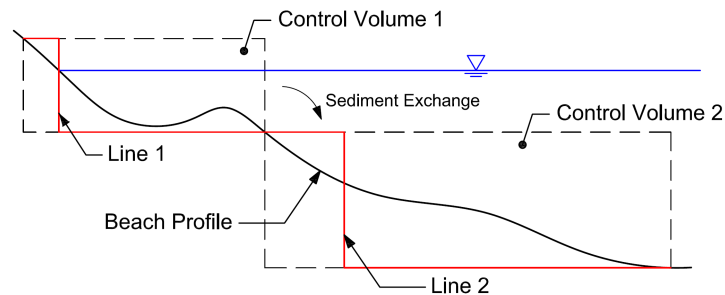 Control Volume 1
Sediment Exchange
Control Volume 2
Line 1
Beach Profile
Line 2